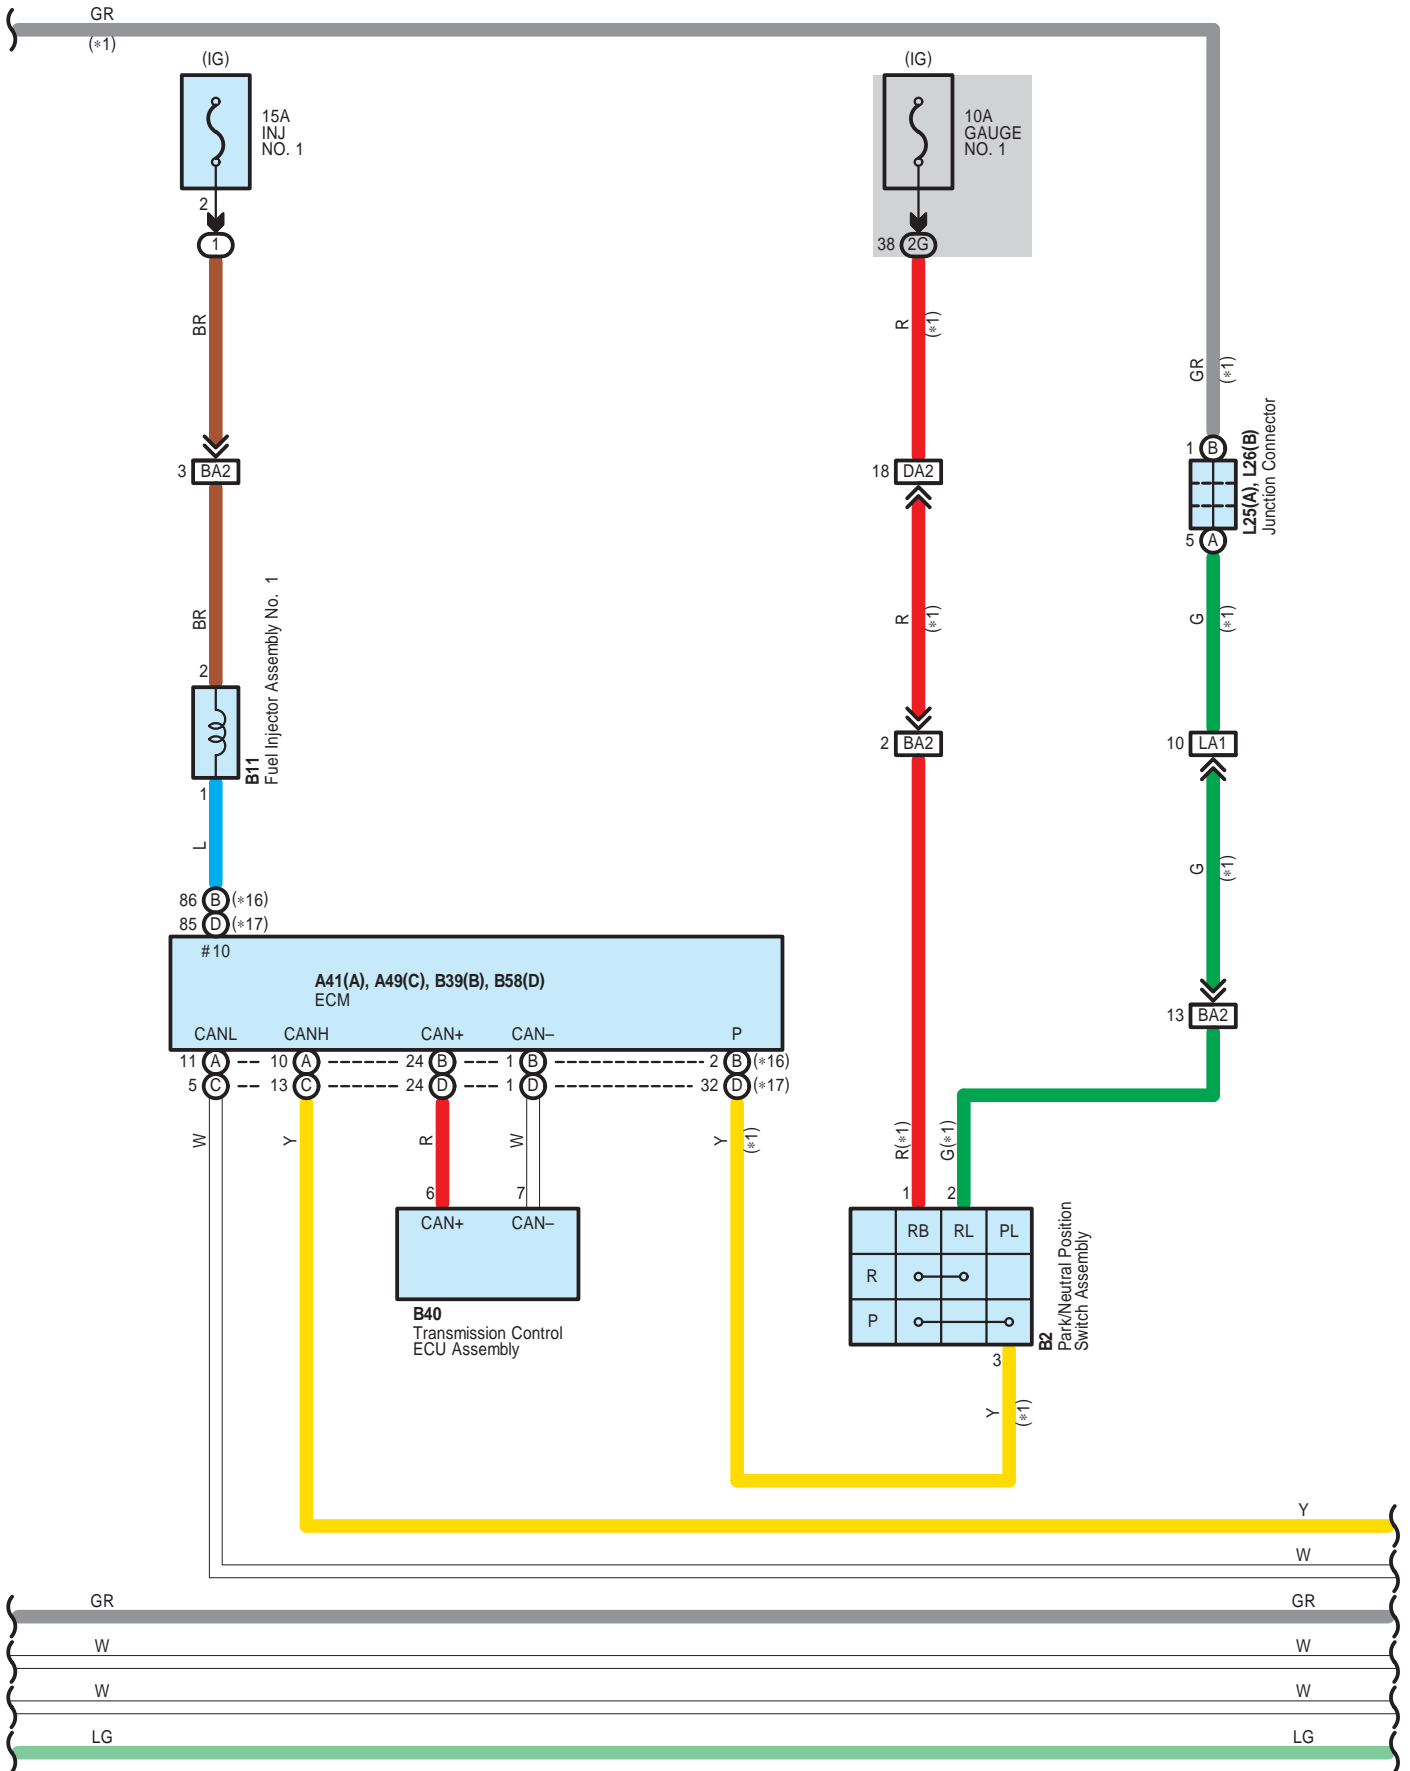 GR
(*1)
(IG)
15A
INJ
NO. 1
2
1
(IG)
10A
GAUGE
NO. 1
38 2G
BR
R
(*1)
GR
(*1)
3 BA2
18 DA2
1 B
5 A
L25(A), L26(B)
Junction Connector
BR
R
(*1)
G
(*1)
2
B11
Fuel Injector Assembly No. 1
1
2 BA2
10 LA1
L
G
(*1)
86 B (*16)
85 D (*17)
#10
A41(A), A49(C), B39(B), B58(D)
ECM
CANL CANH CAN+ CAN– P
13 BA2
11 A 10 A 24 B 1 B 2 B (*16)
5 C 13 C 24 D 1 D 32 D (*17)
W
Y
R
W
Y
(*1)
R(*1)
G(*1)
6 7
CAN+ CAN–
B40
Transmission Control
ECU Assembly
1 2
RB RL PL
R
P
B2
Park/Neutral Position
Switch Assembly
3
Y
(*1)
Y
W
GR GR
W W
W W
LG LG